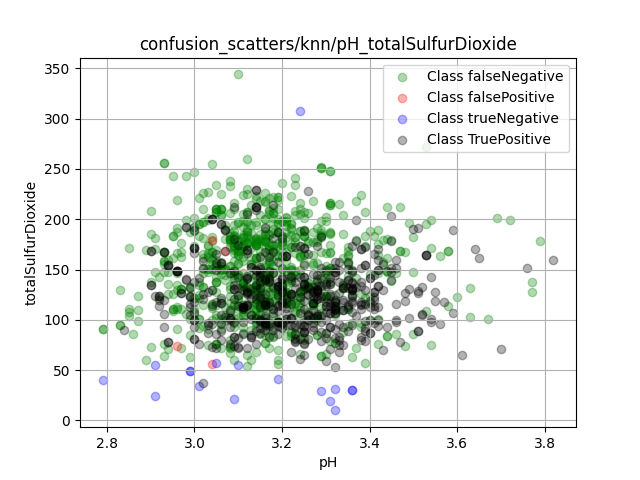 confusion_scatters/knn/pH_totalSulfurDioxide
350
300
250
200
150
100
50
0
totalSulfurDioxide
Class falseNegative
Class falsePositive
Class trueNegative
Class TruePositive
2.8 3.0 3.2 3.4 3.6 3.8
pH